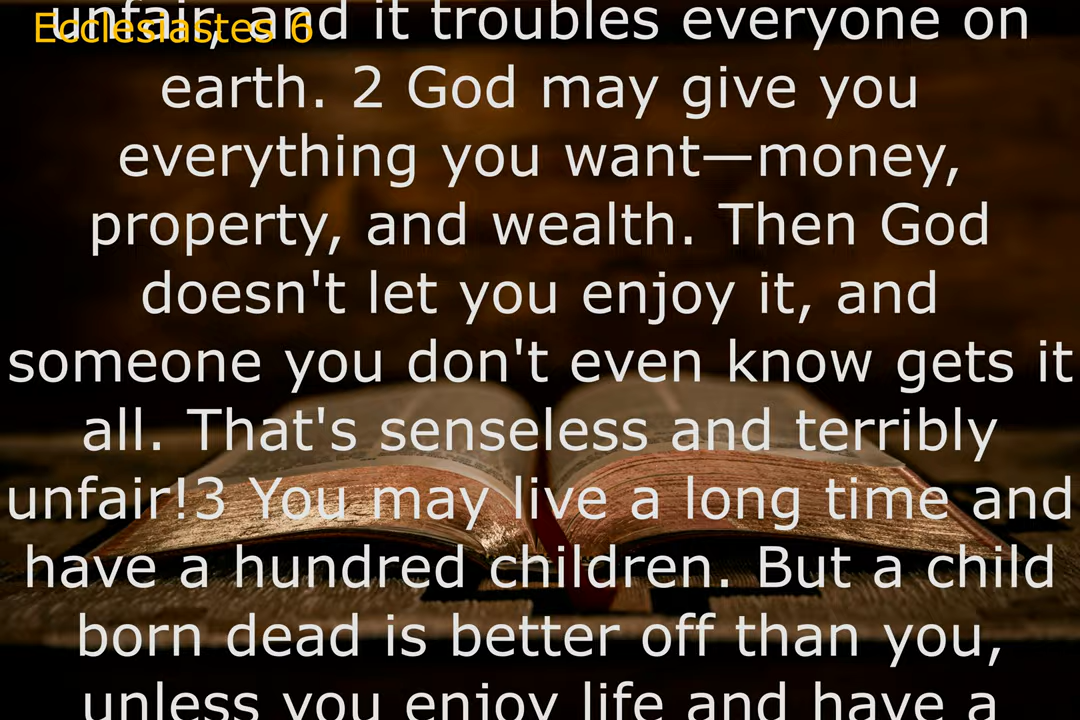 unfair, and it troubles everyone on
Ecclesiastes 6
earth. 2 God may give you
everything you want—money,
property, and wealth. Then God
doesn't let you enjoy it, and
someone you don't even know gets it
all. That's senseless and terribly
unfair!3 You may live a long time and
have a hundred children. But a child
born dead is better off than you,
unless you enjoy life and have a